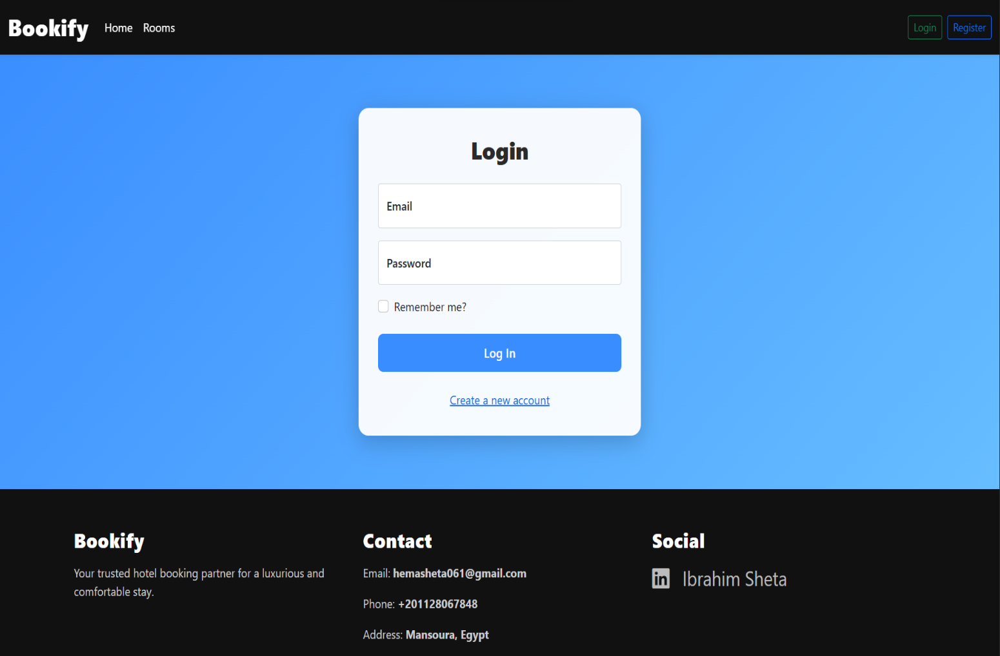 Bookify
Home
Rooms
Login
Register
Login
Email
Password
Remember me?
Log In
Create a new account
Bookify
Your trusted hotel booking partner for a luxurious and
comfortable stay.
Contact
Email: hemasheta061@gmail.com
Phone: +201128067848
Address: Mansoura, Egypt
Social
in Ibrahim Sheta